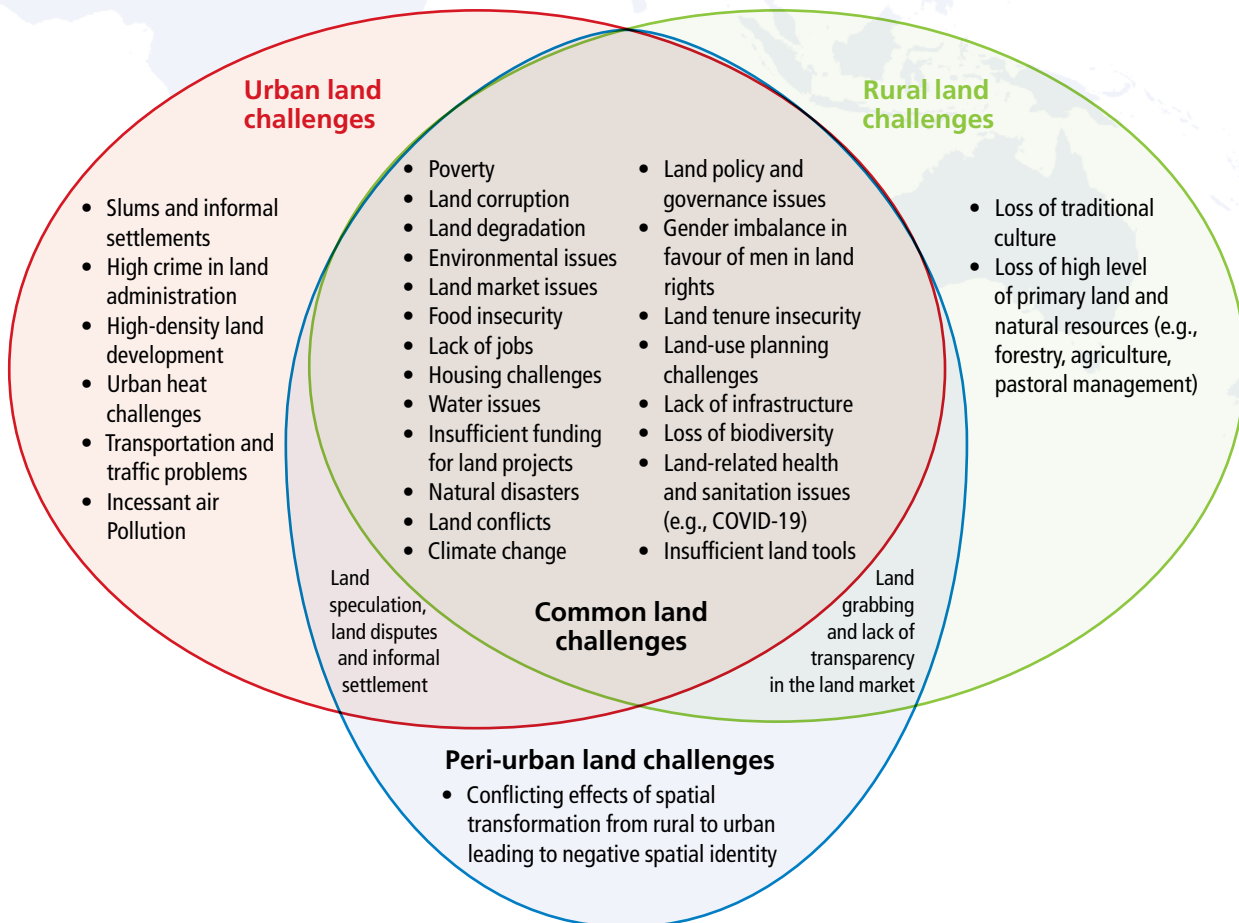 Urban land
challenges
• Slums and informal
settlements
• High crime in land
administration
• High-density land
development
• Urban heat
challenges
• Transportation and
traffic problems
• Incessant air
Pollution
• Poverty
• Land corruption
• Land degradation
• Environmental issues
• Land market issues
• Food insecurity
• Lack of jobs
• Housing challenges
• Water issues
• Insufficient funding
for land projects
• Natural disasters
• Land conflicts
• Climate change
• Land policy and
governance issues
• Gender imbalance in
favour of men in land
rights
• Land tenure insecurity
• Land-use planning
challenges
• Lack of infrastructure
• Loss of biodiversity
• Land-related health
and sanitation issues
(e.g., COVID-19)
• Insufficient land tools
Common land
challenges
Rural land
challenges
• Loss of traditional
culture
• Loss of high level
of primary land and
natural resources (e.g.,
forestry, agriculture,
pastoral management)
Land
speculation,
land disputes
and informal
settlement
Land
grabbing
and lack of
transparency
in the land market
Peri-urban land challenges
• Conflicting effects of spatial
transformation from rural to urban
leading to negative spatial identity